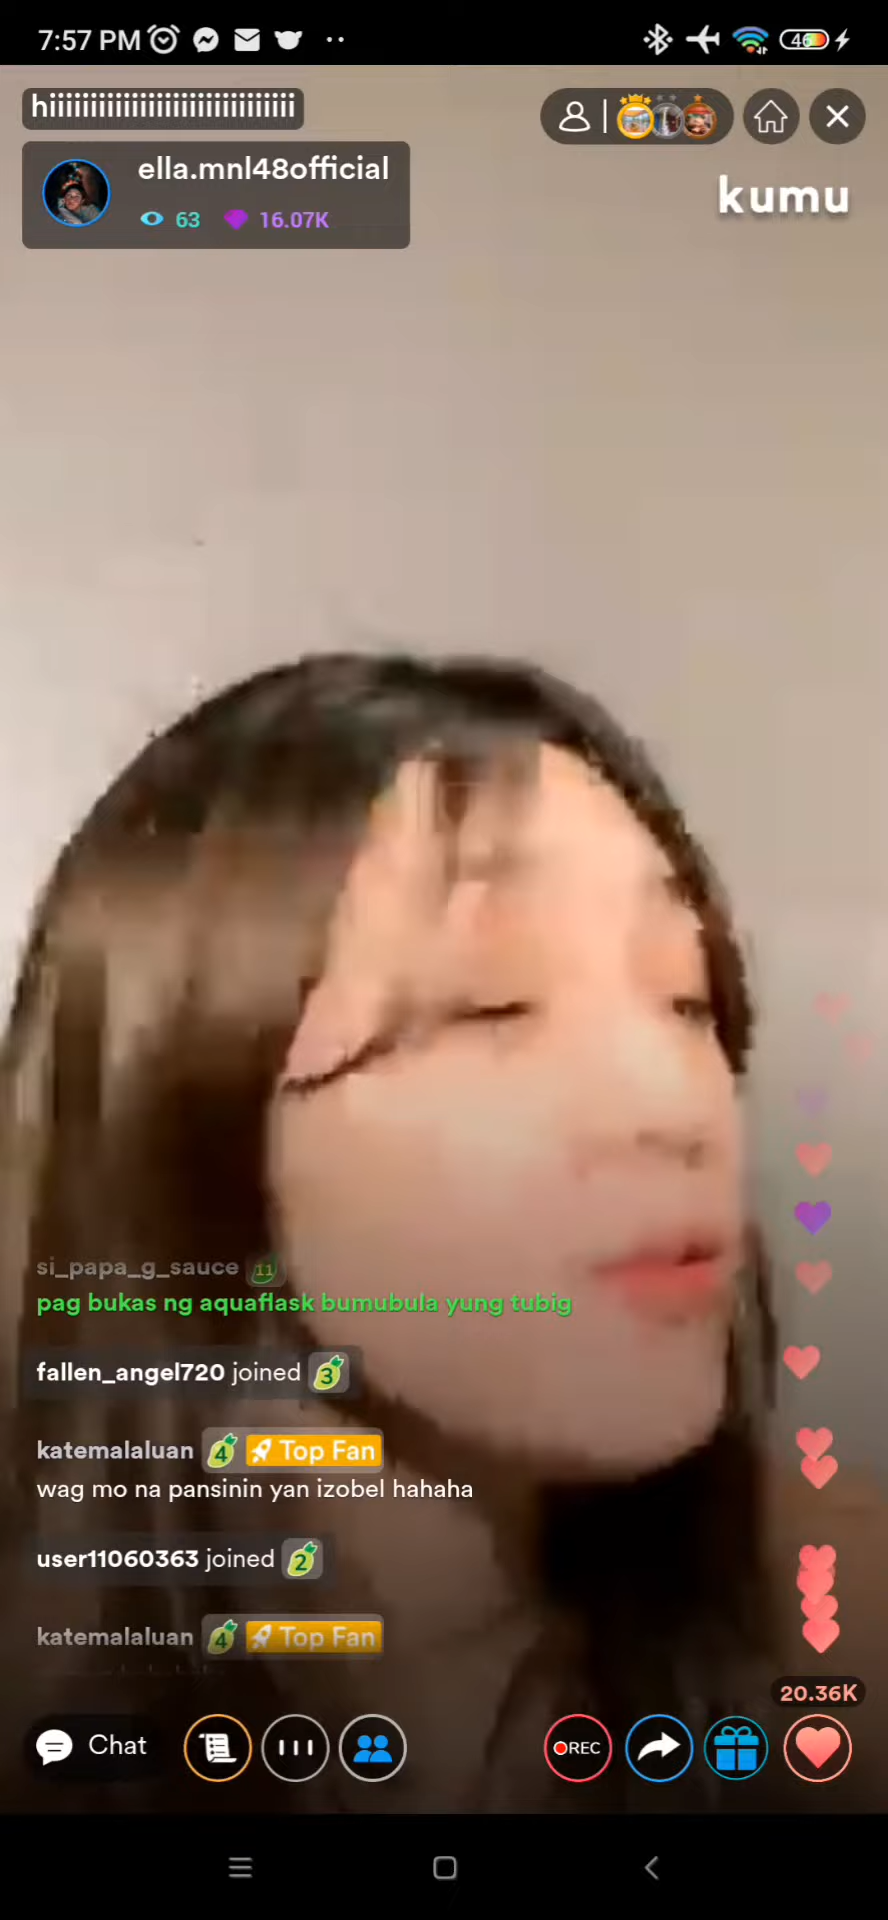 7:57 PM
46
hiiiiiiiiiiiiiiiiiiiiiiiiiiiiiii
ella.mnl48official
63 16.07K
kumu
si_papa_g_sauce 11
pag bukas ng aquaflask bumubula yung tubig
fallen_angel720 joined 3
katemalaluan 4 Top Fan
wag mo na pansinin yan izobel hahaha
user11060363 joined 2
katemalaluan 4 Top Fan
20.36K
Chat
REC